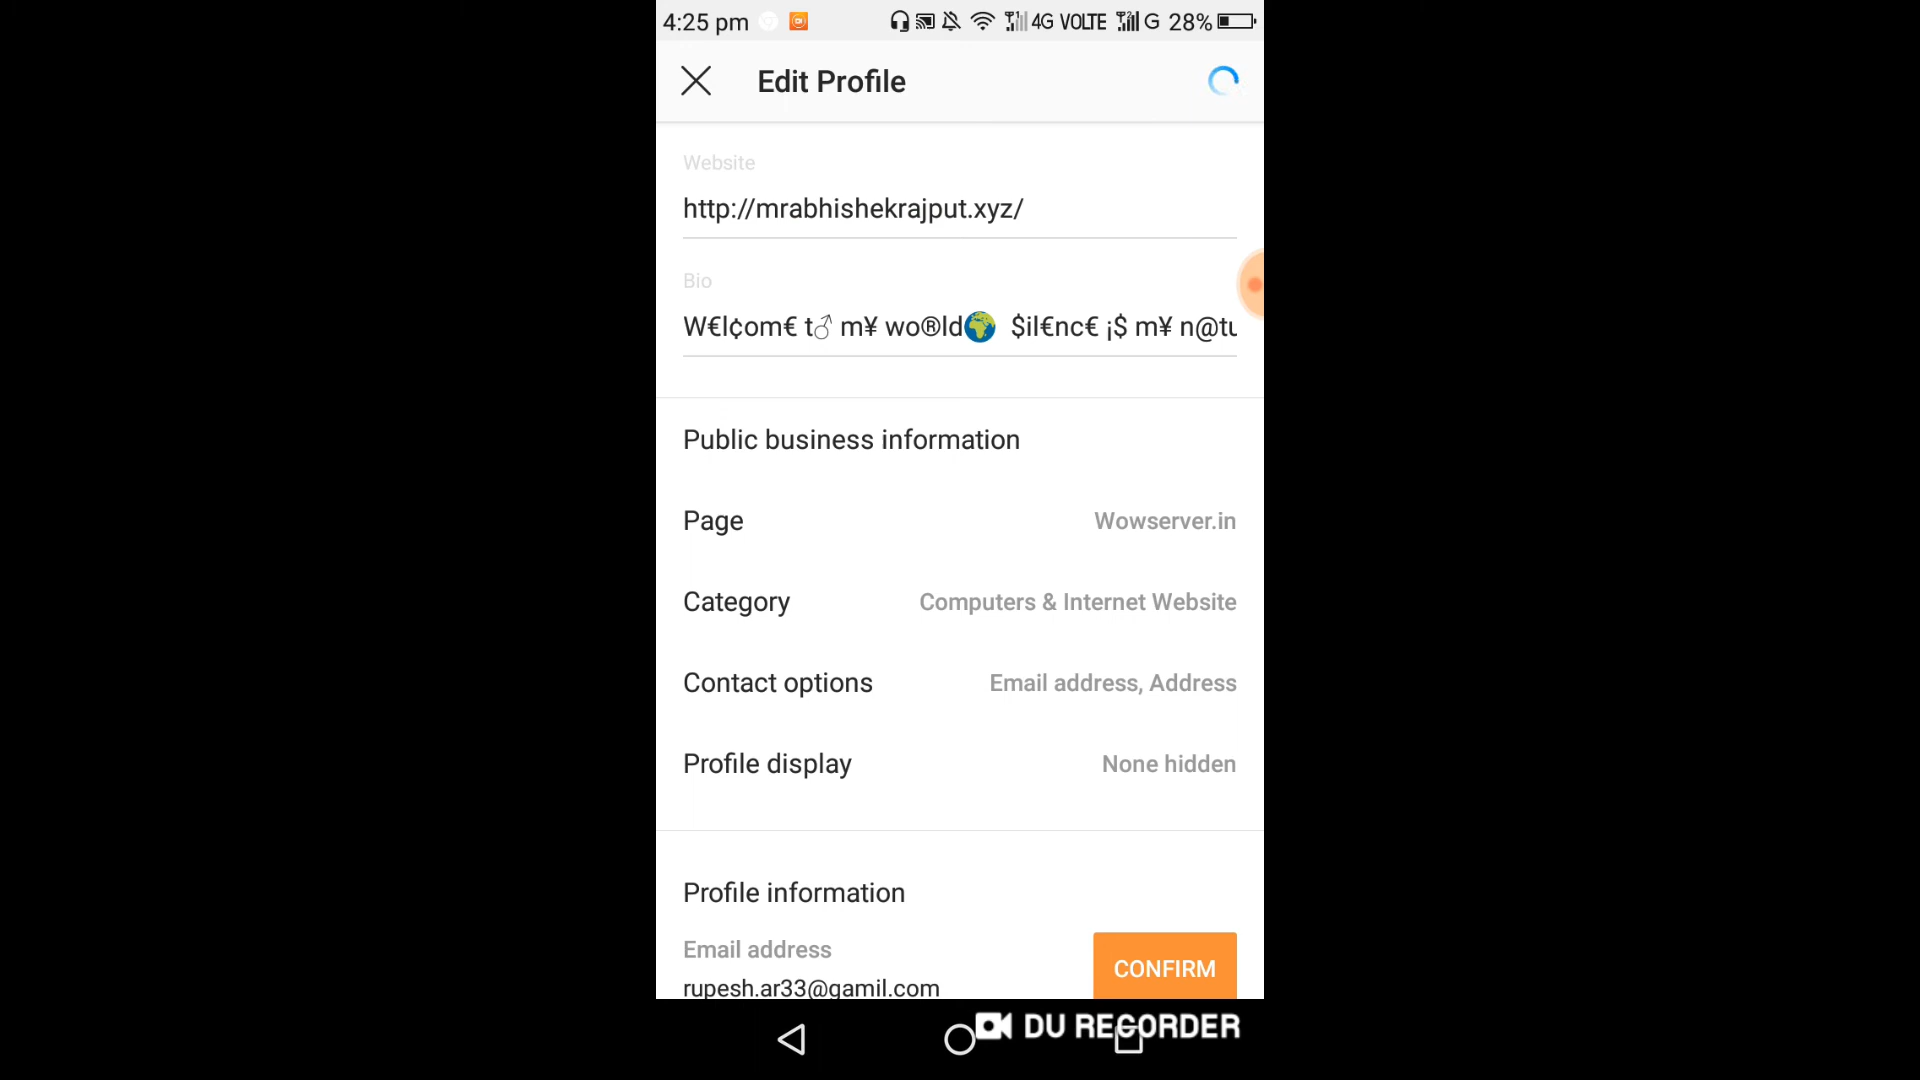 4:25 pm 4G VOLTE G 28%
Edit Profile
Website
http://mrabhishekrajput.xyz/
Bio
W€l¢om€ t♂ m¥ wo®ld🌍 $il€nc€ ¡$ m¥ n@tu
Public business information
Page Wowserver.in
Category Computers & Internet Website
Contact options Email address, Address
Profile display None hidden
Profile information
Email address
CONFIRM
rupesh.ar33@gamil.com
DU RECORDER